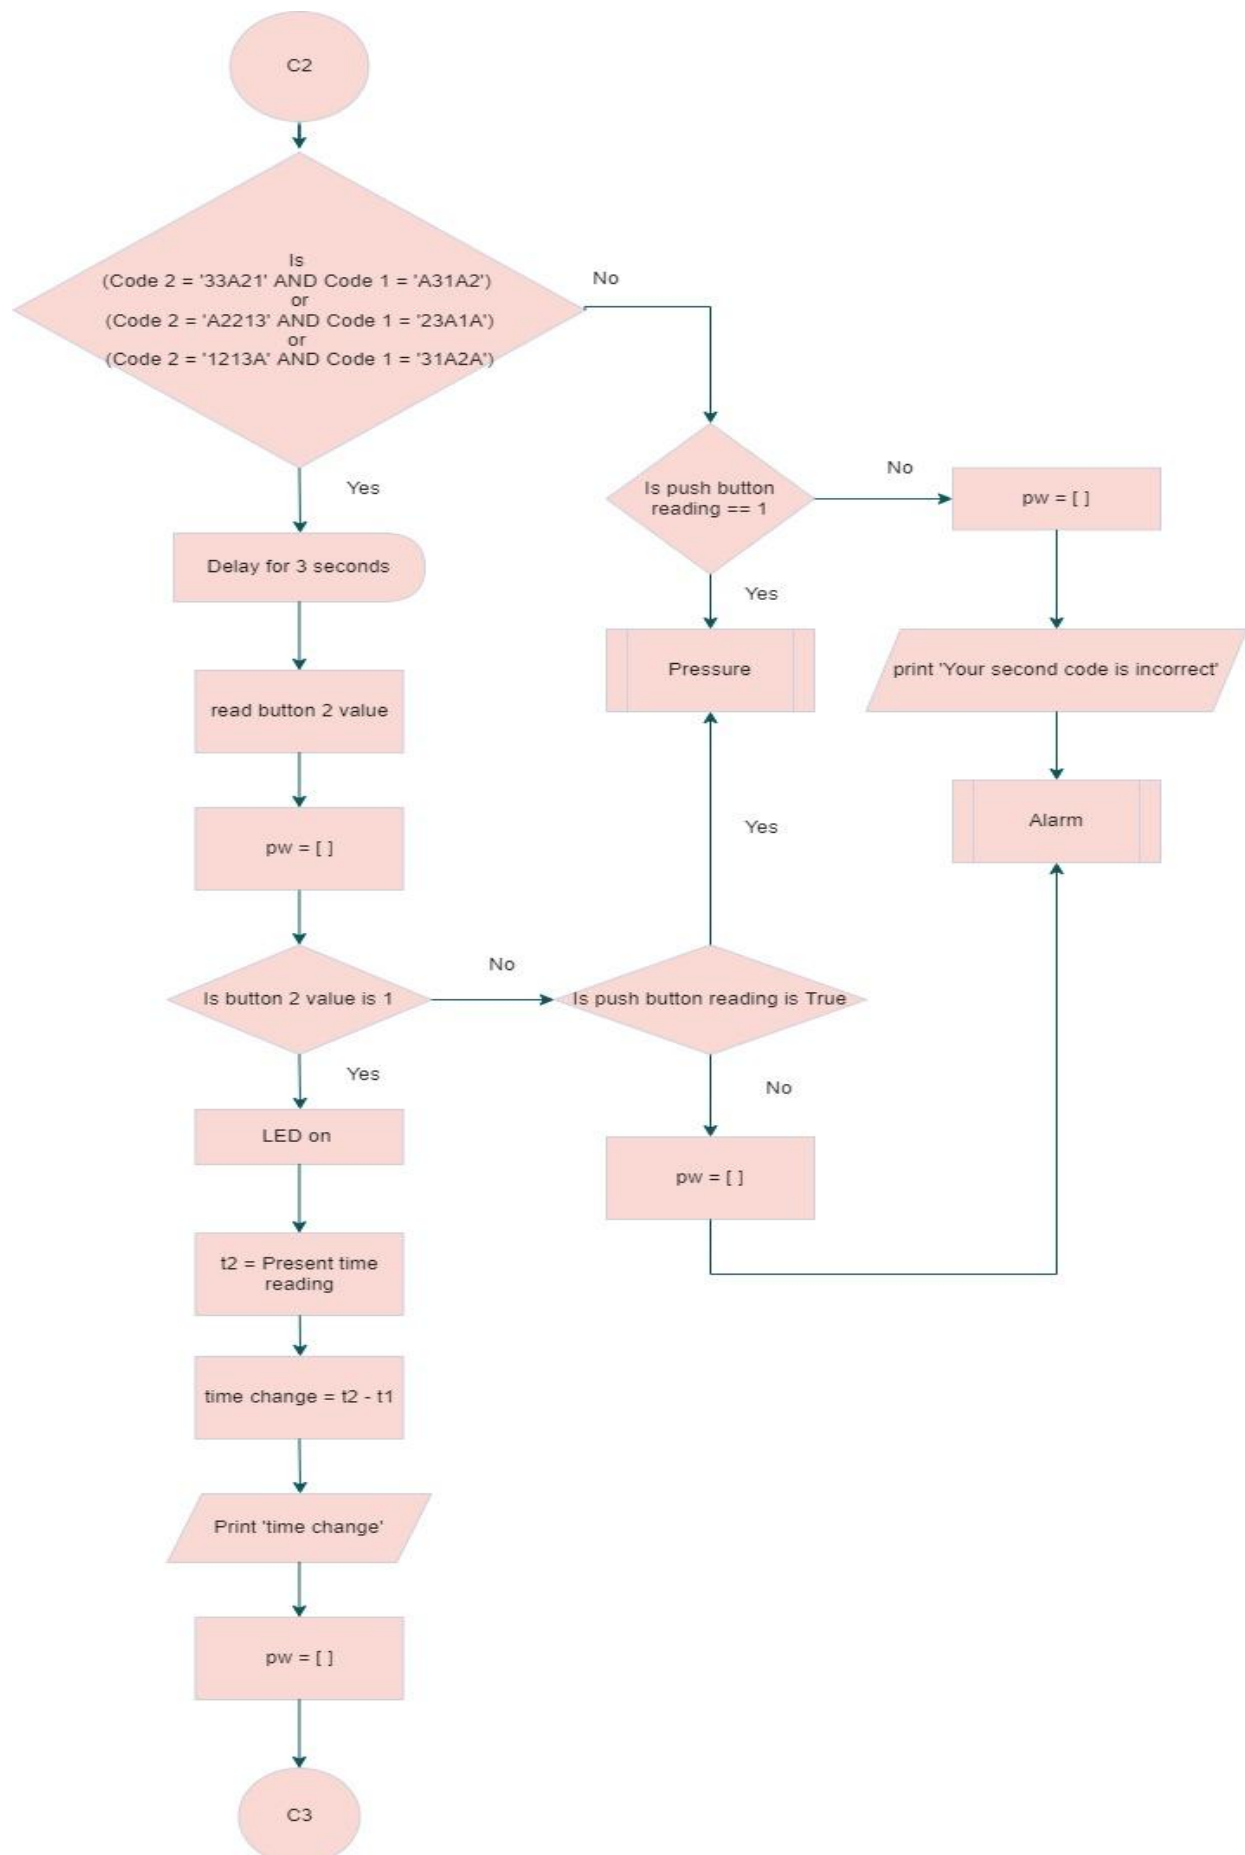 C2
Is
(Code 2 = '33A21' AND Code 1 = 'A31A2')
or
(Code 2 = 'A2213' AND Code 1 = '23A1A')
or
(Code 2 = '1213A' AND Code 1 = '31A2A')
No
Yes
Is push button
reading == 1
No
pw = [ ]
Delay for 3 seconds
Yes
read button 2 value
Pressure
print 'Your second code is incorrect'
pw = [ ]
Yes
Alarm
Is button 2 value is 1
No
Is push button reading is True
Yes
No
LED on
pw = [ ]
t2 = Present time
reading
time change = t2 - t1
Print 'time change'
pw = [ ]
C3